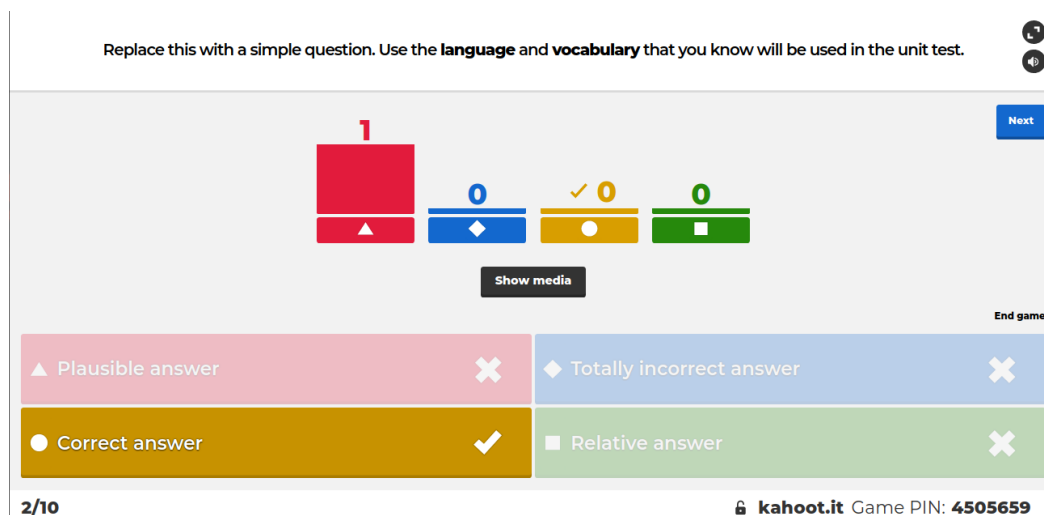 Replace this with a simple question. Use the language and vocabulary that you know will be used in the unit test.
Next
1
0
0
0
Show media
End game
Plausible answer
Totally incorrect answer
Correct answer
Relative answer
2/10
kahoot.it Game PIN: 4505659